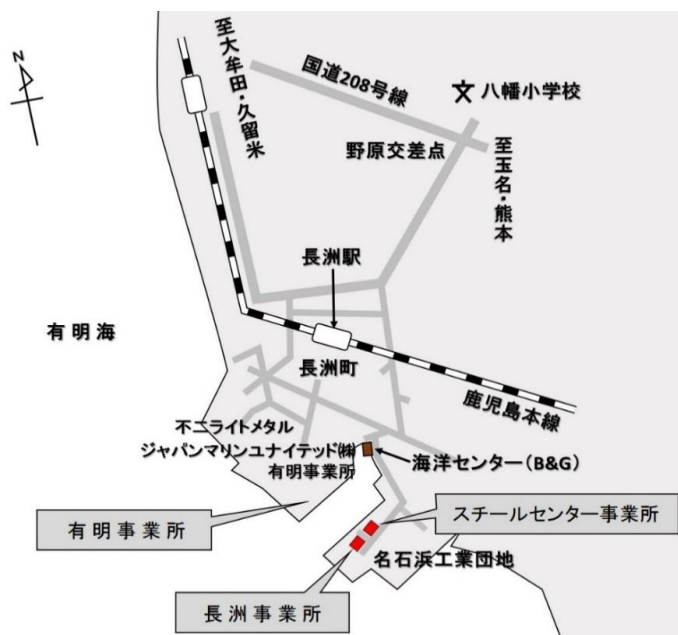 N
至大牟田・久留米
国道208号線
八幡小学校
野原交差点
至玉名・熊本
長洲駅
有明海
長洲町
鹿児島本線
不二ライトメタル
ジャパンマリンユナイテッド㈱
有明事業所
海洋センター(B&G)
スチールセンター事業所
有明事業所
名石浜工業団地
長洲事業所